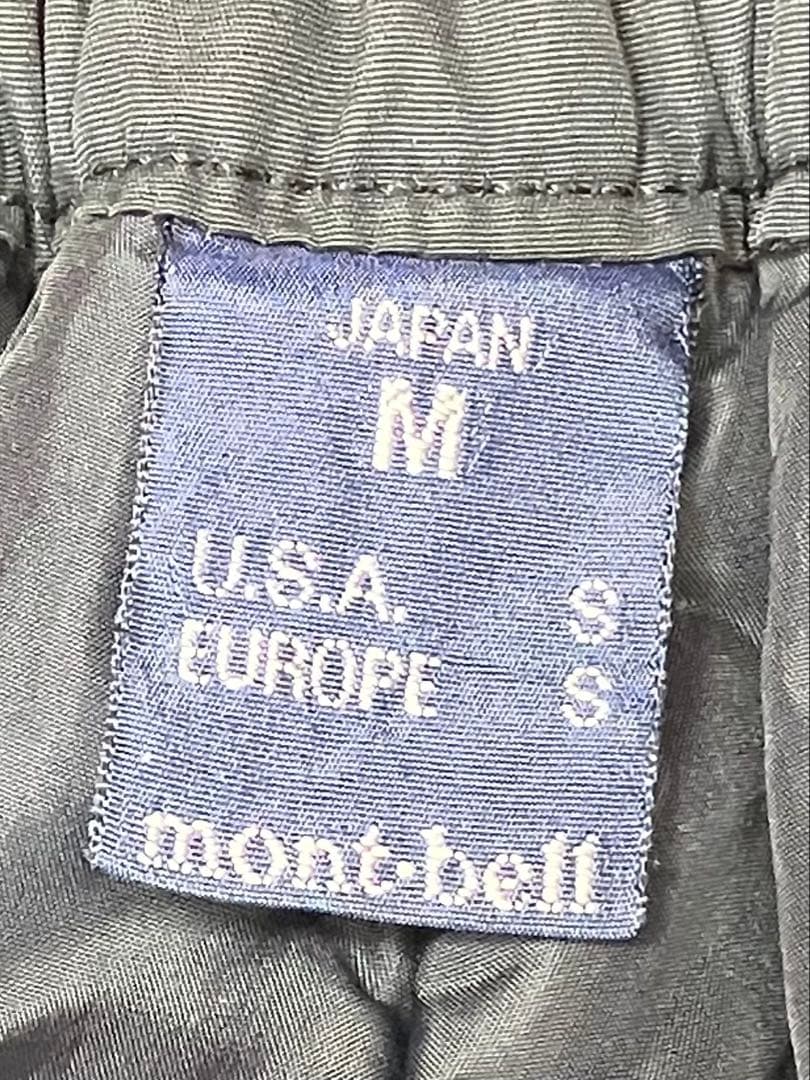 JAPAN
M
U.S.A. S
EUROPE S
mont-bell